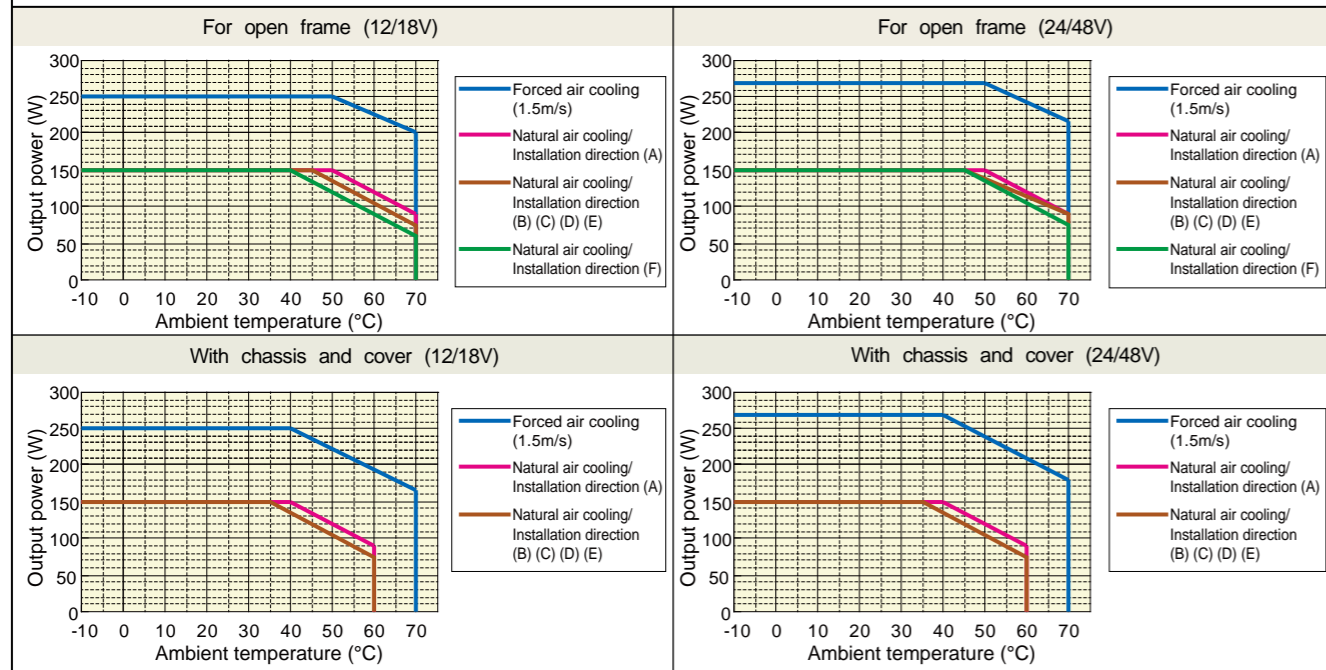 For open frame (12/18V)
300
250
200
150
100
50
0
Output power (W)
-10 0 10 20 30 40 50 60 70
Ambient temperature (°C)
Forced air cooling
(1.5m/s)
Natural air cooling/
Installation direction (A)
Natural air cooling/
Installation direction
(B) (C) (D) (E)
Natural air cooling/
Installation direction (F)
For open frame (24/48V)
300
250
200
150
100
50
0
Output power (W)
-10 0 10 20 30 40 50 60 70
Ambient temperature (°C)
Forced air cooling
(1.5m/s)
Natural air cooling/
Installation direction (A)
Natural air cooling/
Installation direction
(B) (C) (D) (E)
Natural air cooling/
Installation direction (F)
With chassis and cover (12/18V)
300
250
200
150
100
50
0
Output power (W)
-10 0 10 20 30 40 50 60 70
Ambient temperature (°C)
Forced air cooling
(1.5m/s)
Natural air cooling/
Installation direction (A)
Natural air cooling/
Installation direction
(B) (C) (D) (E)
With chassis and cover (24/48V)
300
250
200
150
100
50
0
Output power (W)
-10 0 10 20 30 40 50 60 70
Ambient temperature (°C)
Forced air cooling
(1.5m/s)
Natural air cooling/
Installation direction (A)
Natural air cooling/
Installation direction
(B) (C) (D) (E)